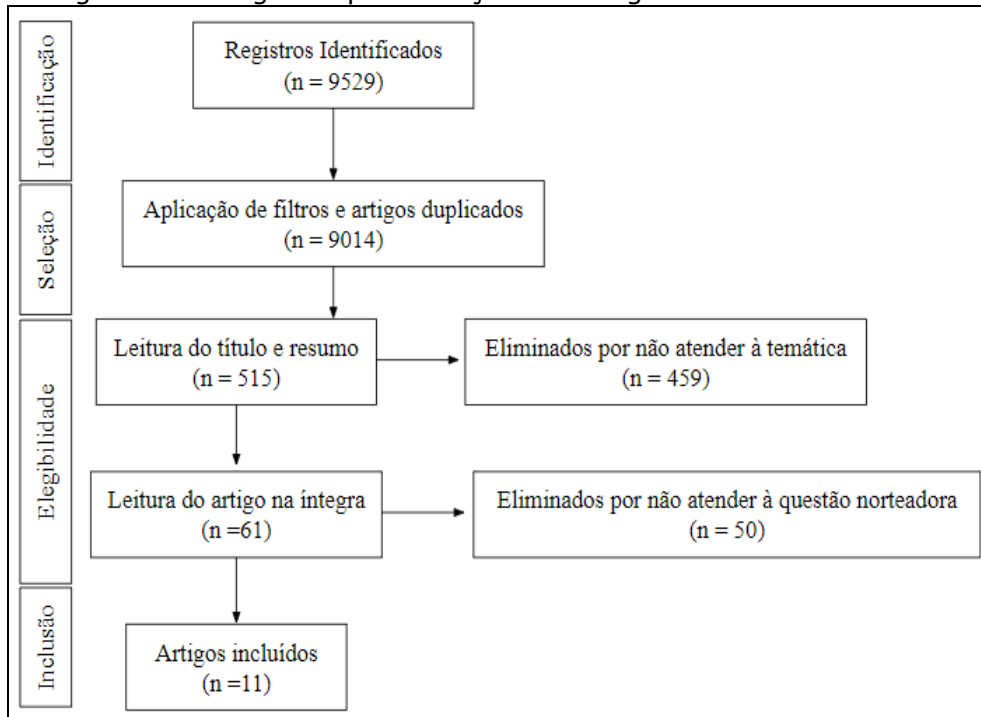 Identificação
Registros Identificados
(n = 9529)
Seleção
Aplicação de filtros e artigos duplicados
(n = 9014)
Elegibilidade
Leitura do título e resumo
(n = 515)
Eliminados por não atender à temática
(n = 459)
Leitura do artigo na íntegra
(n =61)
Eliminados por não atender à questão norteadora
(n = 50)
Inclusão
Artigos incluídos
(n =11)